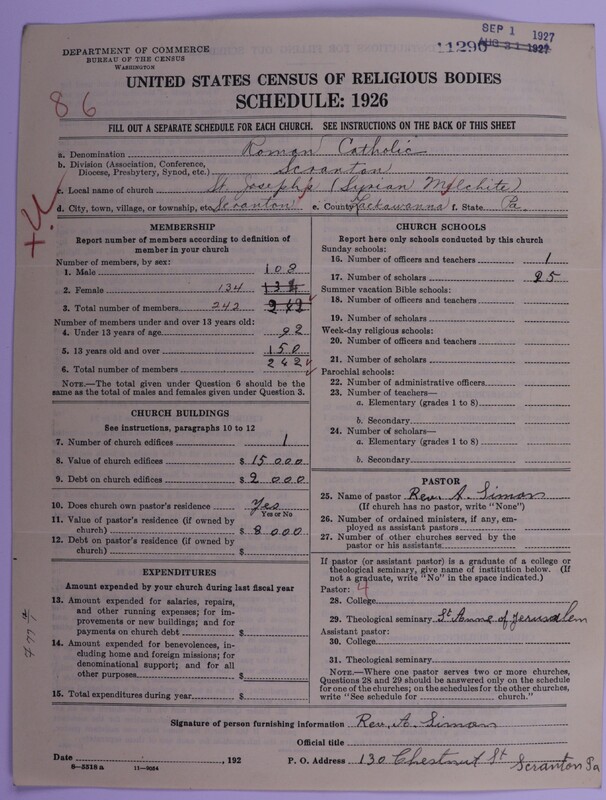 SEP 1 1927
11290 AUG 31 1927
DEPARTMENT OF COMMERCE
BUREAU OF THE CENSUS
WASHINGTON
UNITED STATES CENSUS OF RELIGIOUS BODIES
SCHEDULE: 1926
86
FILL OUT A SEPARATE SCHEDULE FOR EACH CHURCH. SEE INSTRUCTIONS ON THE BACK OF THIS SHEET
a. Denomination Roman Catholic
b. Division (Association, Conference, Diocese, Presbytery, Synod, etc.) Scranton
c. Local name of church St. Joseph's (Syrian Melchite)
d. City, town, village, or township, etc. Scranton e. County Lackawanna f. State Pa.
MEMBERSHIP
Report number of members according to definition of
member in your church
Number of members, by sex:
1. Male 108
2. Female 134 134
3. Total number of members 242 242
Number of members under and over 13 years old:
4. Under 13 years of age 92
5. 13 years old and over 150
6. Total number of members 242
NOTE.—The total given under Question 6 should be the
same as the total of males and females given under Question 3.
CHURCH BUILDINGS
See instructions, paragraphs 10 to 12
7. Number of church edifices 1
8. Value of church edifices $ 15000
9. Debt on church edifices $ 2000
10. Does church own pastor's residence Yes
Yes or No
11. Value of pastor's residence (if owned by
church) $ 8000
12. Debt on pastor's residence (if owned by
church) $
EXPENDITURES
Amount expended by your church during last fiscal year
13. Amount expended for salaries, repairs,
and other running expenses; for im-
provements or new buildings; and for
payments on church debt $
14. Amount expended for benevolences, in-
cluding home and foreign missions; for
denominational support; and for all
other purposes $
15. Total expenditures during year $
CHURCH SCHOOLS
Report here only schools conducted by this church
Sunday schools:
16. Number of officers and teachers 1
17. Number of scholars 25
Summer vacation Bible schools:
18. Number of officers and teachers
19. Number of scholars
Week-day religious schools:
20. Number of officers and teachers
21. Number of scholars
Parochial schools:
22. Number of administrative officers
23. Number of teachers—
a. Elementary (grades 1 to 8)
b. Secondary
24. Number of scholars—
a. Elementary (grades 1 to 8)
b. Secondary
PASTOR
25. Name of pastor Rev. A. Simon
(If church has no pastor, write "None")
26. Number of ordained ministers, if any, em-
ployed as assistant pastors
27. Number of other churches served by the
pastor or his assistants
If pastor (or assistant pastor) is a graduate of a college or
theological seminary, give name of institution below. (If
not a graduate, write "No" in the space indicated.)
Pastor: 4
28. College
29. Theological seminary St Anne of Jerusalem
Assistant pastor:
30. College
31. Theological seminary
NOTE.—Where one pastor serves two or more churches,
Questions 28 and 29 should be answered only on the schedule
for one of the churches; on the schedules for the other churches,
write "See schedule for church."
Signature of person furnishing information Rev. A. Simon
Official title
Date , 192 P. O. Address 130 Chestnut St Scranton Pa
8-5318 a 11-9054